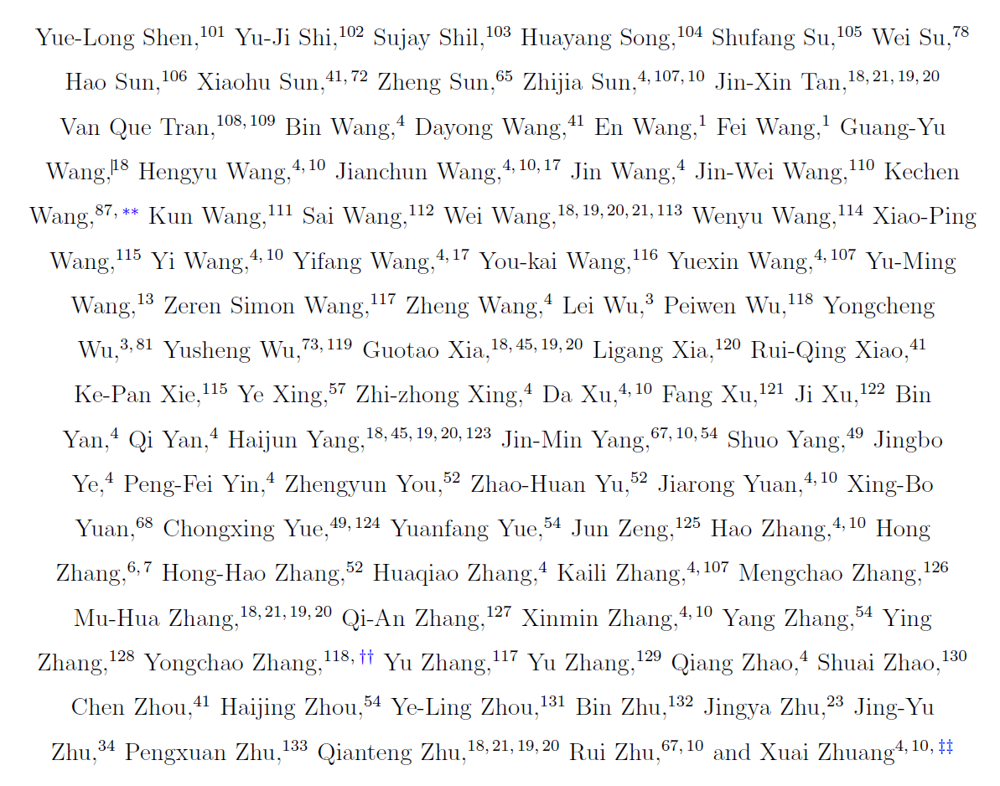 Yue-Long Shen,101 Yu-Ji Shi,102 Sujay Shil,103 Huayang Song,104 Shufang Su,105 Wei Su,78
Hao Sun,106 Xiaohu Sun,41, 72 Zheng Sun,65 Zhijia Sun,4, 107, 10 Jin-Xin Tan,18, 21, 19, 20
Van Que Tran,108, 109 Bin Wang,4 Dayong Wang,41 En Wang,1 Fei Wang,1 Guang-Yu
Wang,18 Hengyu Wang,4, 10 Jianchun Wang,4, 10, 17 Jin Wang,4 Jin-Wei Wang,110 Kechen
Wang,87, ** Kun Wang,111 Sai Wang,112 Wei Wang,18, 19, 20, 21, 113 Wenyu Wang,114 Xiao-Ping
Wang,115 Yi Wang,4, 10 Yifang Wang,4, 17 You-kai Wang,116 Yuexin Wang,4, 107 Yu-Ming
Wang,13 Zeren Simon Wang,117 Zheng Wang,4 Lei Wu,3 Peiwen Wu,118 Yongcheng
Wu,3, 81 Yusheng Wu,73, 119 Guotao Xia,18, 45, 19, 20 Ligang Xia,120 Rui-Qing Xiao,41
Ke-Pan Xie,115 Ye Xing,57 Zhi-zhong Xing,4 Da Xu,4, 10 Fang Xu,121 Ji Xu,122 Bin
Yan,4 Qi Yan,4 Haijun Yang,18, 45, 19, 20, 123 Jin-Min Yang,67, 10, 54 Shuo Yang,49 Jingbo
Ye,4 Peng-Fei Yin,4 Zhengyun You,52 Zhao-Huan Yu,52 Jiarong Yuan,4, 10 Xing-Bo
Yuan,68 Chongxing Yue,49, 124 Yuanfang Yue,54 Jun Zeng,125 Hao Zhang,4, 10 Hong
Zhang,6, 7 Hong-Hao Zhang,52 Huaqiao Zhang,4 Kaili Zhang,4, 107 Mengchao Zhang,126
Mu-Hua Zhang,18, 21, 19, 20 Qi-An Zhang,127 Xinmin Zhang,4, 10 Yang Zhang,54 Ying
Zhang,128 Yongchao Zhang,118, †† Yu Zhang,117 Yu Zhang,129 Qiang Zhao,4 Shuai Zhao,130
Chen Zhou,41 Haijing Zhou,54 Ye-Ling Zhou,131 Bin Zhu,132 Jingya Zhu,23 Jing-Yu
Zhu,34 Pengxuan Zhu,133 Qianteng Zhu,18, 21, 19, 20 Rui Zhu,67, 10 and Xuai Zhuang4, 10, ‡‡